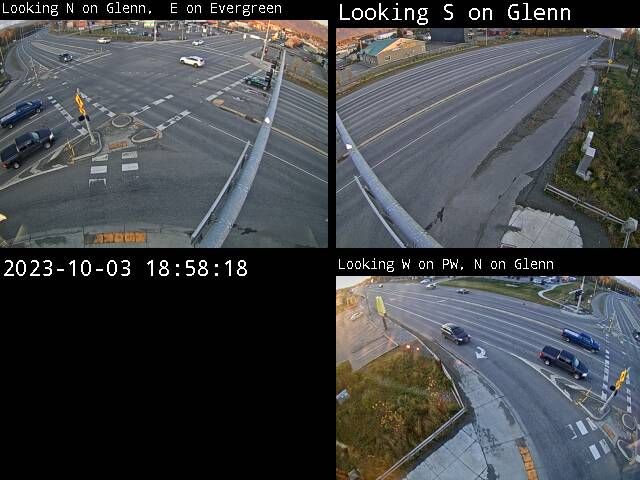 Looking N on Glenn,  E on Evergreen
Looking S on Glenn
2023-10-03 18:58:18
Looking W on PW, N on Glenn